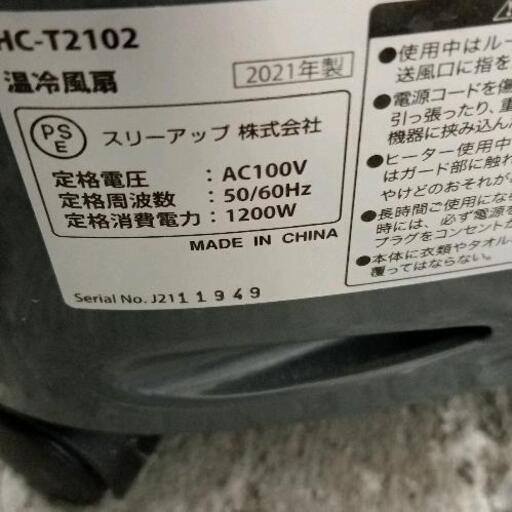 HC-T2102
温冷風扇
2021年製
PSE
スリーアップ 株式会社
定格電圧 : AC100V
定格周波数 : 50/60Hz
定格消費電力 : 1200W
MADE IN CHINA
Serial No. J2111949
●使用中はルー
送風口に指を
●電源コードを傷
引っ張ったり、重
機器に挟み込んた
●ヒーター使用中
はガード部に触れ
やけどのおそれが
●長時間ご使用になら
時には、必ず電源を
プラグをコンセントか
●本体に衣類やタオル
覆ってはならない。